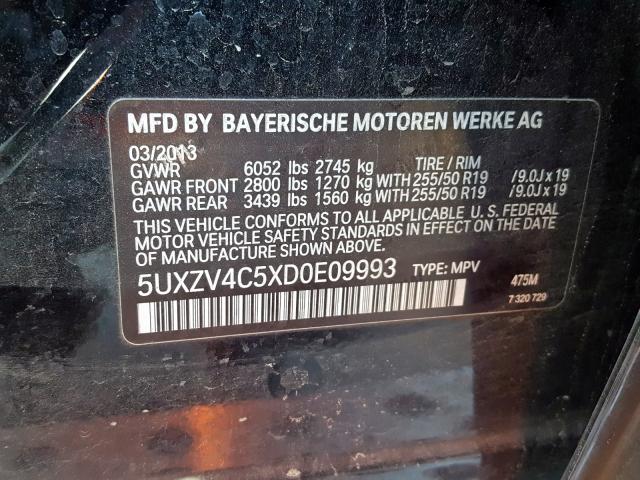 MFD BY BAYERISCHE MOTOREN WERKE AG
03/2013
GVWR 6052 lbs 2745 kg TIRE / RIM
GAWR FRONT 2800 lbs 1270 kg WITH 255/50 R19 /9.0J x 19
GAWR REAR 3439 lbs 1560 kg WITH 255/50 R19 /9.0J x 19
THIS VEHICLE CONFORMS TO ALL APPLICABLE U.S. FEDERAL
MOTOR VEHICLE SAFETY STANDARDS IN EFFECT ON THE DATE
OF MANUFACTURE SHOWN ABOVE.
5UXZV4C5XD0E09993 TYPE: MPV 475M
7 320 729